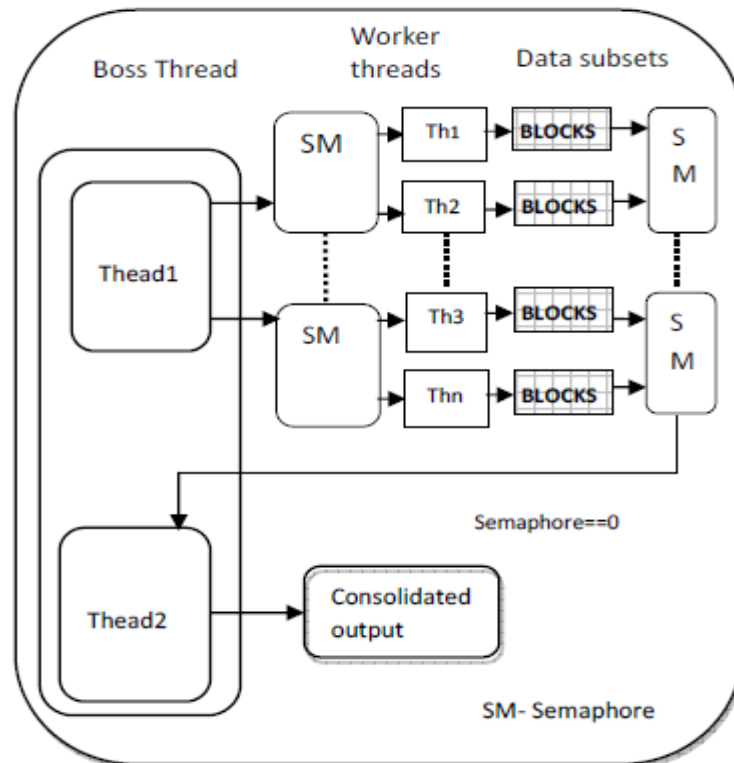 Boss Thread
Worker
threads
Data subsets
SM
Th1
BLOCKS
S
M
Th2
BLOCKS
Thead1
SM
Th3
BLOCKS
S
M
Thn
BLOCKS
Semaphore==0
Thead2
Consolidated
output
SM- Semaphore